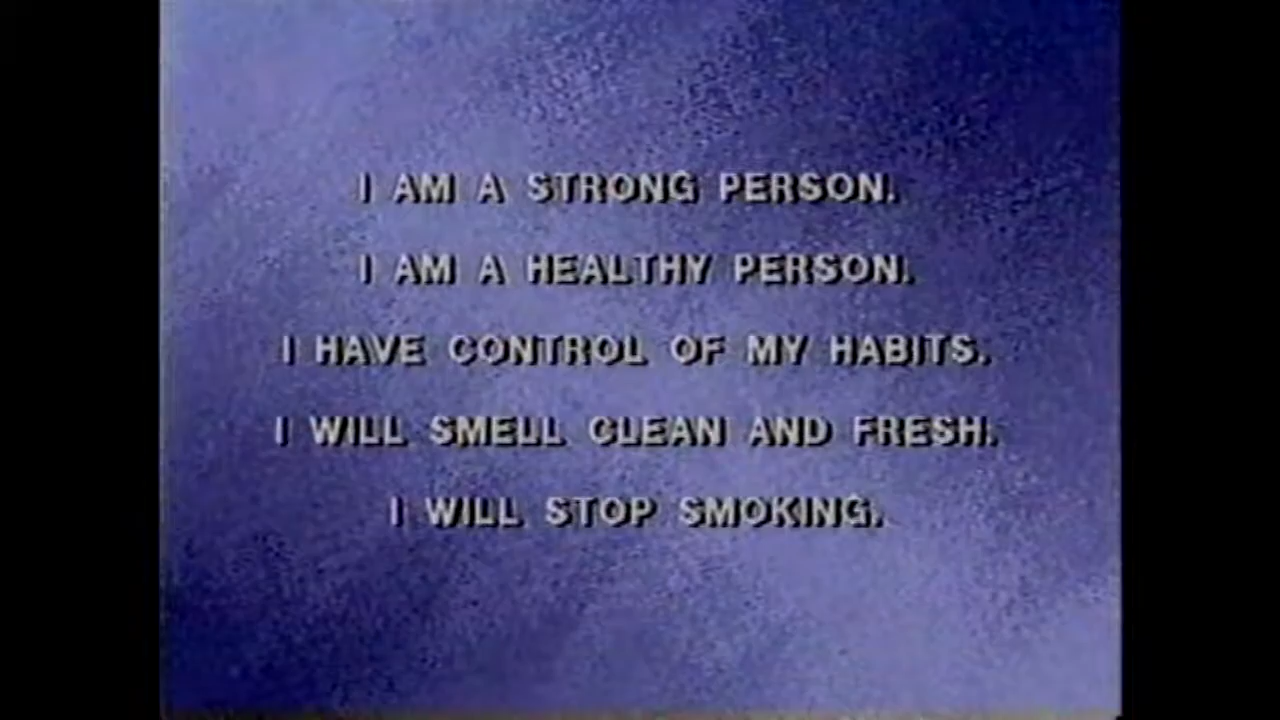 I AM A STRONG PERSON.
I AM A HEALTHY PERSON.
I HAVE CONTROL OF MY HABITS.
I WILL SMELL CLEAN AND FRESH.
I WILL STOP SMOKING.